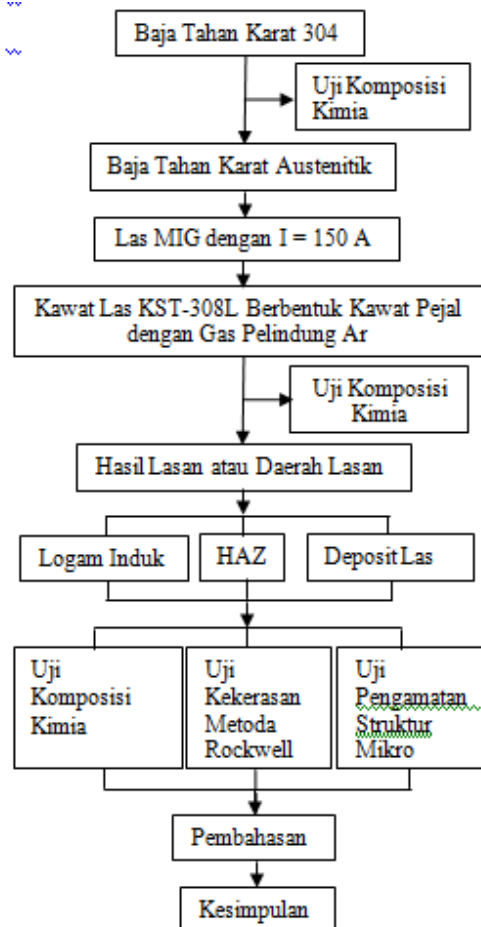 Baja Tahan Karat 304
Uji Komposisi
Kimia
Baja Tahan Karat Austenitik
Las MIG dengan I = 150 A
Kawat Las KST-308L Berbentuk Kawat Pejal
dengan Gas Pelindung Ar
Uji Komposisi
Kimia
Hasil Lasan atau Daerah Lasan
Logam Induk
HAZ
Deposit Las
Uji
Komposisi
Kimia
Uji
Kekerasan
Metoda
Rockwell
Uji
Pengamatan
Struktur
Mikro
Pembahasan
Kesimpulan